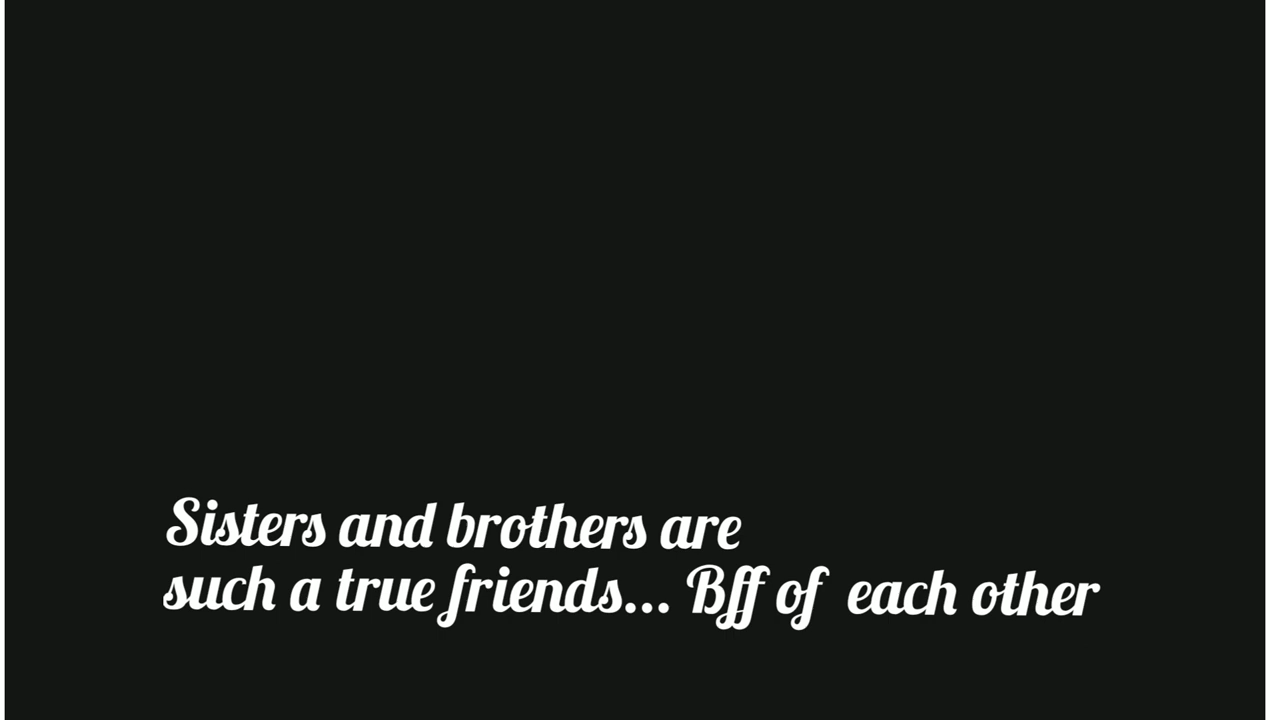 Sisters and brothers are
such a true friends... Bff of each other